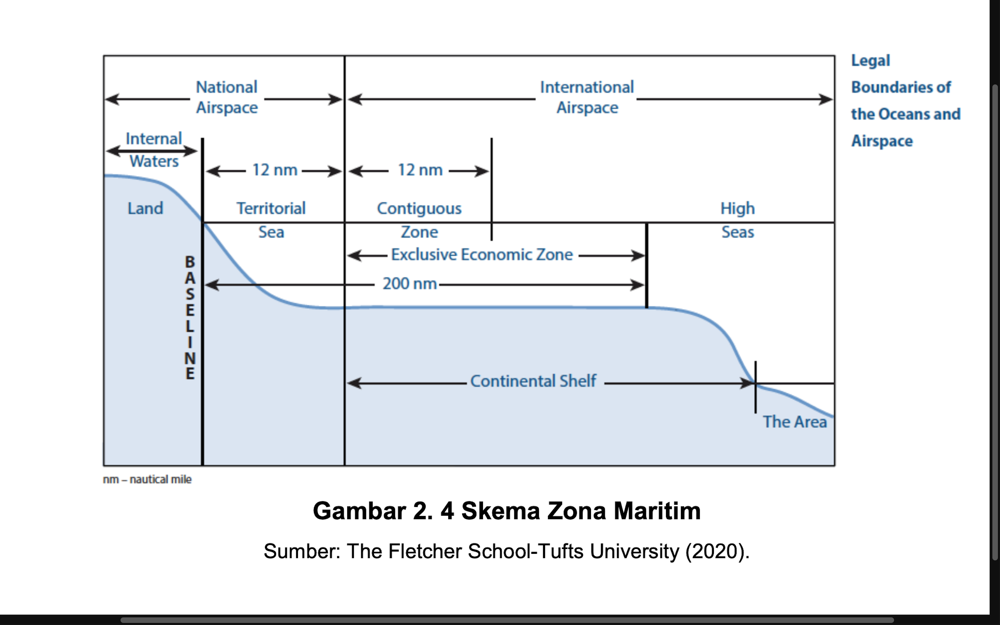 Legal
Boundaries of
the Oceans and
Airspace
National
Airspace
International
Airspace
Internal
Waters
12 nm
12 nm
Land
Territorial
Sea
Contiguous
Zone
High
Seas
Exclusive Economic Zone
200 nm
BASELINE
Continental Shelf
The Area
nm – nautical mile
Gambar 2. 4 Skema Zona Maritim
Sumber: The Fletcher School-Tufts University (2020).